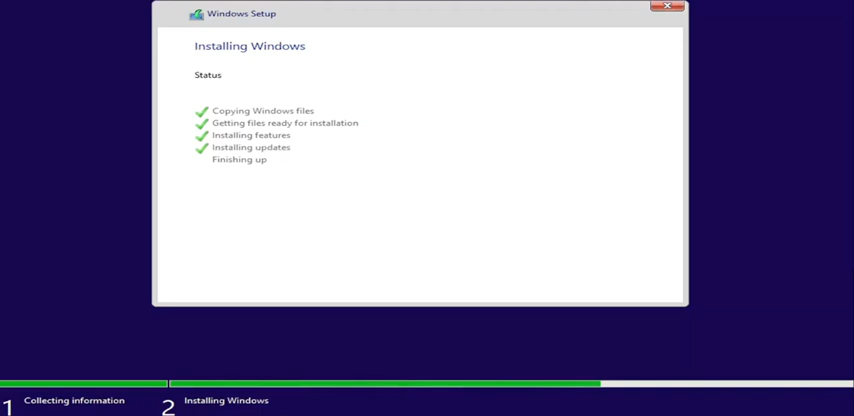 Windows Setup
Installing Windows
Status
Copying Windows files
Getting files ready for installation
Installing features
Installing updates
Finishing up
1 Collecting information
2 Installing Windows